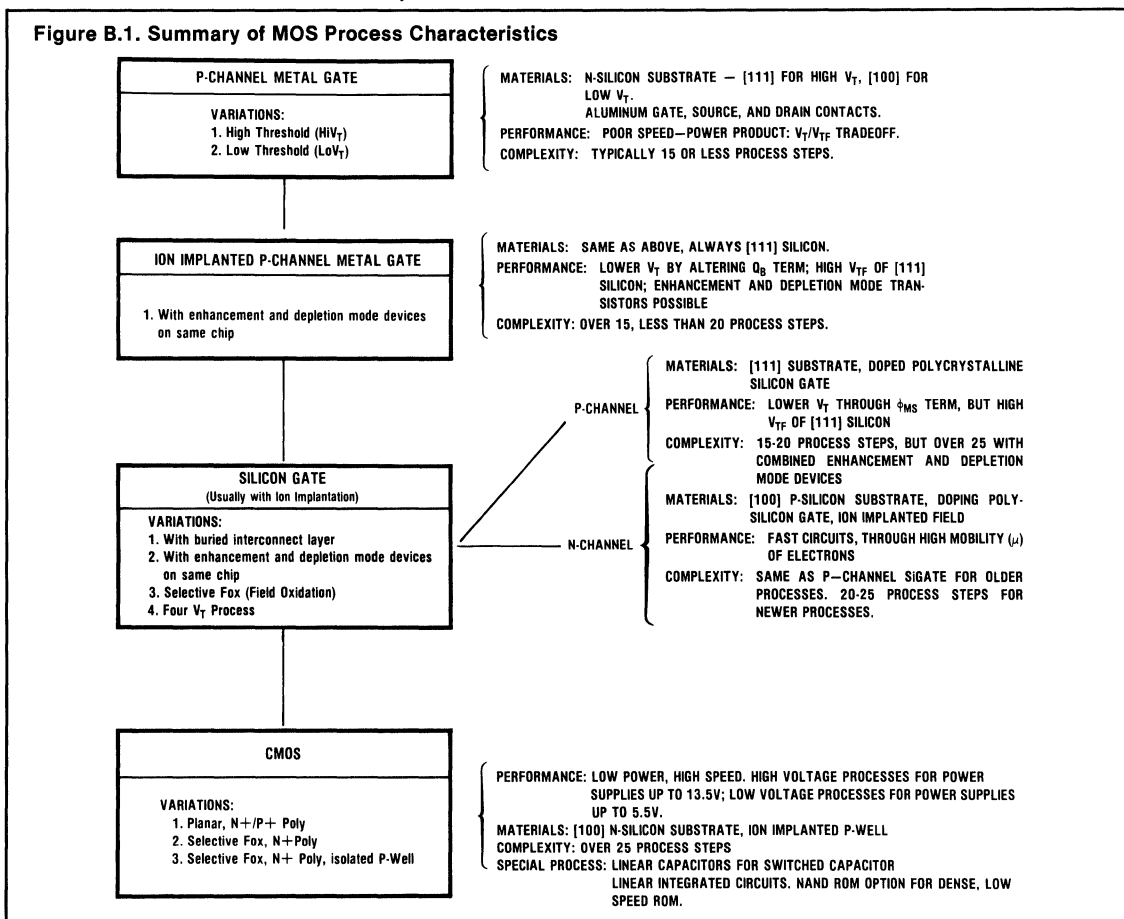 Figure B.1. Summary of MOS Process Characteristics
P-CHANNEL METAL GATE
VARIATIONS:
1. High Threshold (HiVT)
2. Low Threshold (LoVT)
MATERIALS: N-SILICON SUBSTRATE — [111] FOR HIGH VT, [100] FOR
LOW VT.
ALUMINUM GATE, SOURCE, AND DRAIN CONTACTS.
PERFORMANCE: POOR SPEED—POWER PRODUCT: VT/VTF TRADEOFF.
COMPLEXITY: TYPICALLY 15 OR LESS PROCESS STEPS.
ION IMPLANTED P-CHANNEL METAL GATE
1. With enhancement and depletion mode devices
on same chip
MATERIALS: SAME AS ABOVE, ALWAYS [111] SILICON.
PERFORMANCE: LOWER VT BY ALTERING QB TERM; HIGH VTF OF [111]
SILICON; ENHANCEMENT AND DEPLETION MODE TRAN-
SISTORS POSSIBLE
COMPLEXITY: OVER 15, LESS THAN 20 PROCESS STEPS.
SILICON GATE
(Usually with Ion Implantation)
VARIATIONS:
1. With buried interconnect layer
2. With enhancement and depletion mode devices
on same chip
3. Selective Fox (Field Oxidation)
4. Four VT Process
P-CHANNEL
MATERIALS: [111] SUBSTRATE, DOPED POLYCRYSTALLINE
SILICON GATE
PERFORMANCE: LOWER VT THROUGH ϕMS TERM, BUT HIGH
VTF OF [111] SILICON
COMPLEXITY: 15-20 PROCESS STEPS, BUT OVER 25 WITH
COMBINED ENHANCEMENT AND DEPLETION
MODE DEVICES
N-CHANNEL
MATERIALS: [100] P-SILICON SUBSTRATE, DOPING POLY-
SILICON GATE, ION IMPLANTED FIELD
PERFORMANCE: FAST CIRCUITS, THROUGH HIGH MOBILITY (μ)
OF ELECTRONS
COMPLEXITY: SAME AS P—CHANNEL SiGATE FOR OLDER
PROCESSES. 20-25 PROCESS STEPS FOR
NEWER PROCESSES.
CMOS
VARIATIONS:
1. Planar, N+/P+ Poly
2. Selective Fox, N+Poly
3. Selective Fox, N+ Poly, isolated P-Well
PERFORMANCE: LOW POWER, HIGH SPEED. HIGH VOLTAGE PROCESSES FOR POWER
SUPPLIES UP TO 13.5V; LOW VOLTAGE PROCESSES FOR POWER SUPPLIES
UP TO 5.5V.
MATERIALS: [100] N-SILICON SUBSTRATE, ION IMPLANTED P-WELL
COMPLEXITY: OVER 25 PROCESS STEPS
SPECIAL PROCESS: LINEAR CAPACITORS FOR SWITCHED CAPACITOR
LINEAR INTEGRATED CIRCUITS. NAND ROM OPTION FOR DENSE, LOW
SPEED ROM.